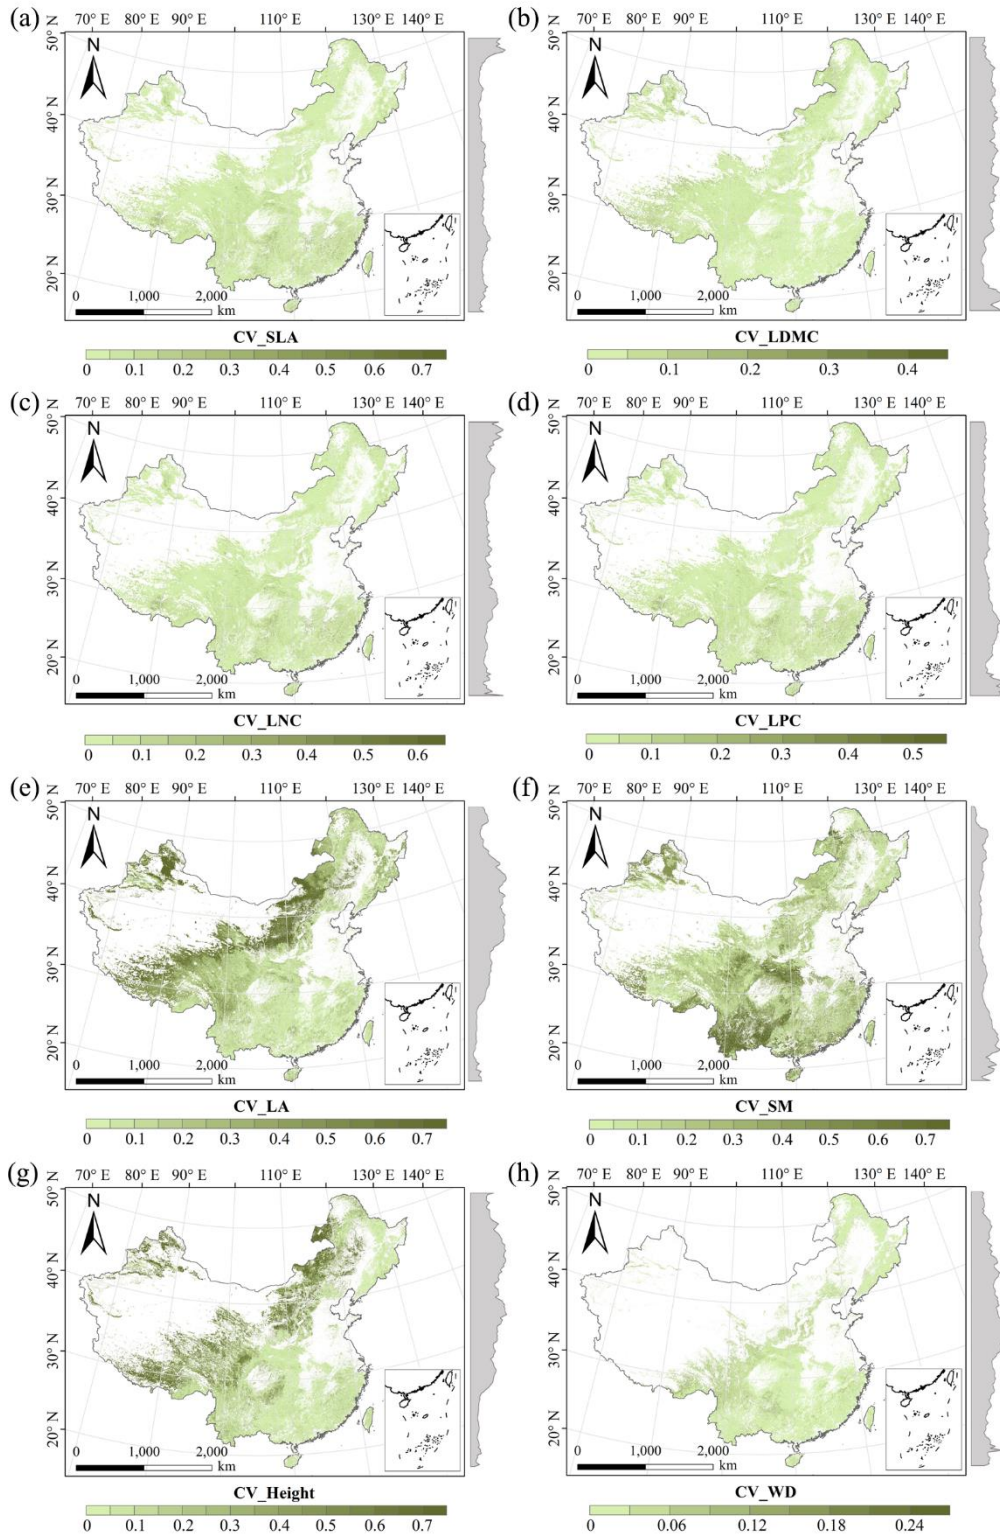 (a)
70° E 80° E 90° E 110° E 130° E 140° E
N
50° N
40° N
30° N
20° N
0 1,000 2,000
km
CV_SLA
0 0.1 0.2 0.3 0.4 0.5 0.6 0.7
(b)
70° E 80° E 90° E 110° E 130° E 140° E
N
50° N
40° N
30° N
20° N
0 1,000 2,000
km
CV_LDMC
0 0.1 0.2 0.3 0.4
(c)
70° E 80° E 90° E 110° E 130° E 140° E
N
50° N
40° N
30° N
20° N
0 1,000 2,000
km
CV_LNC
0 0.1 0.2 0.3 0.4 0.5 0.6
(d)
70° E 80° E 90° E 110° E 130° E 140° E
N
50° N
40° N
30° N
20° N
0 1,000 2,000
km
CV_LPC
0 0.1 0.2 0.3 0.4 0.5
(e)
70° E 80° E 90° E 110° E 130° E 140° E
N
50° N
40° N
30° N
20° N
0 1,000 2,000
km
CV_LA
0 0.1 0.2 0.3 0.5 0.6 0.7
(f)
70° E 80° E 90° E 110° E 130° E 140° E
N
50° N
40° N
30° N
20° N
0 1,000 2,000
km
CV_SM
0 0.1 0.2 0.3 0.4 0.5 0.6 0.7
(g)
70° E 80° E 90° E 110° E 130° E 140° E
N
50° N
40° N
30° N
20° N
0 1,000 2,000
km
CV_Height
0 0.1 0.2 0.3 0.4 0.5 0.6 0.7
(h)
70° E 80° E 90° E 110° E 130° E 140° E
N
50° N
40° N
30° N
20° N
0 1,000 2,000
km
CV_WD
0 0.06 0.12 0.18 0.24